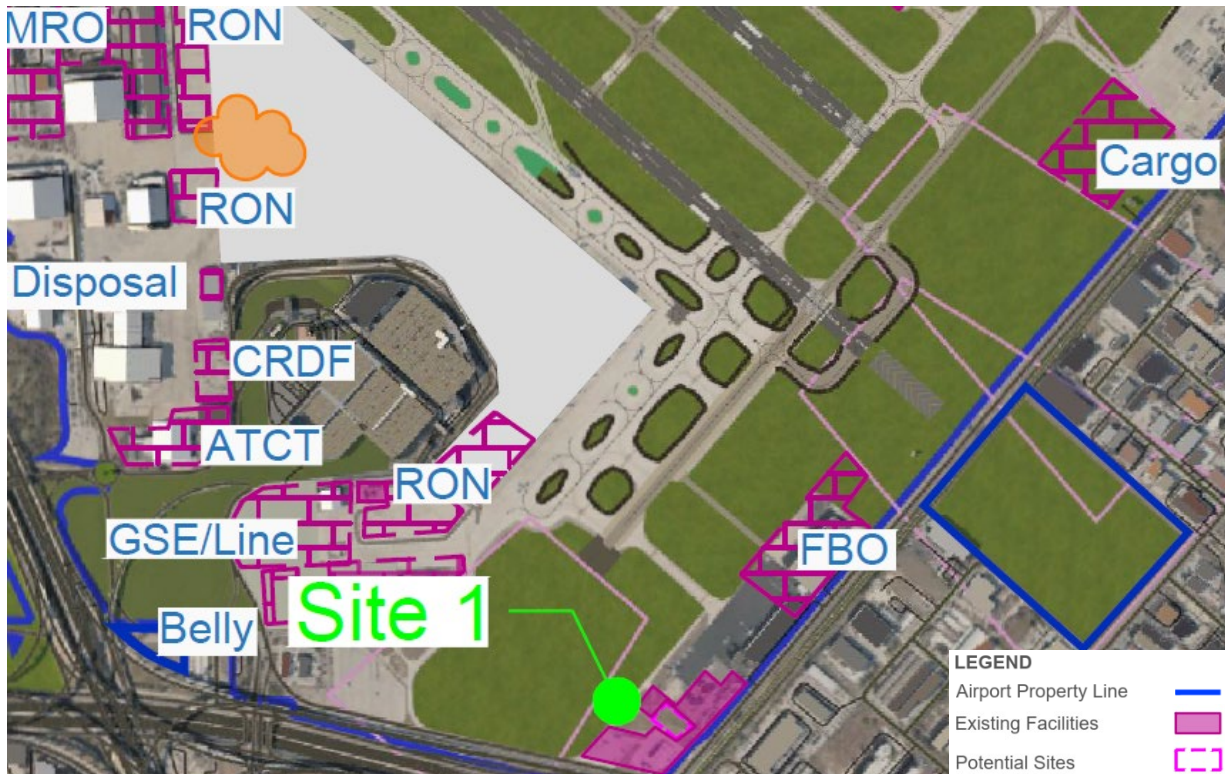 MRO
RON
RON
Cargo
Disposal
CRDF
ATCT
RON
GSE/Line
FBO
Site 1
Belly
LEGEND
Airport Property Line
Existing Facilities
Potential Sites